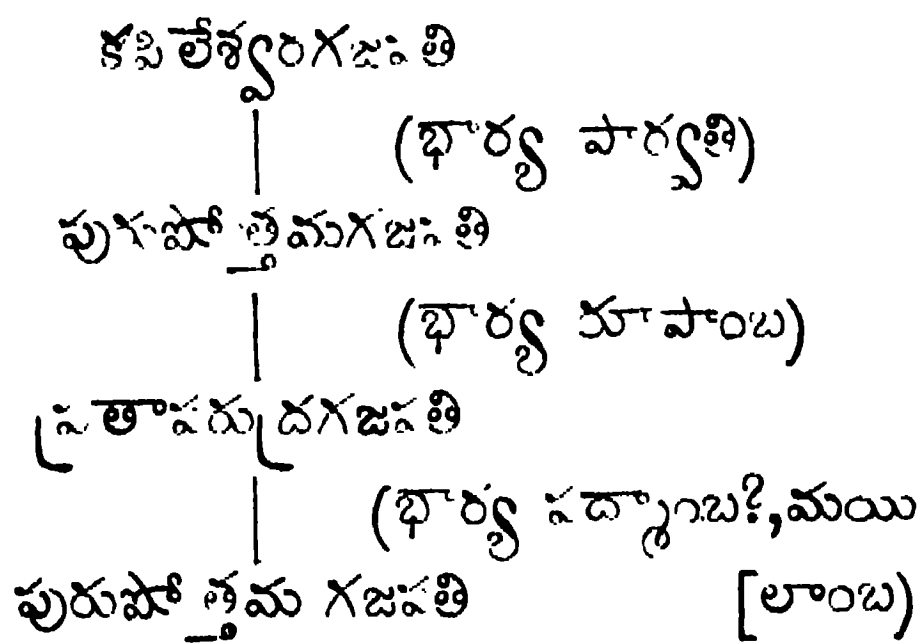 కపిలేశ్వరగజపతి
(భార్య పార్వతి)
పురుషోత్తమగజపతి
(భార్య రూపాంబ)
ప్రతాపరుద్రగజపతి
(భార్య పద్మాంబ?,మయి
పురుషోత్తమ గజపతి [లాంబ)